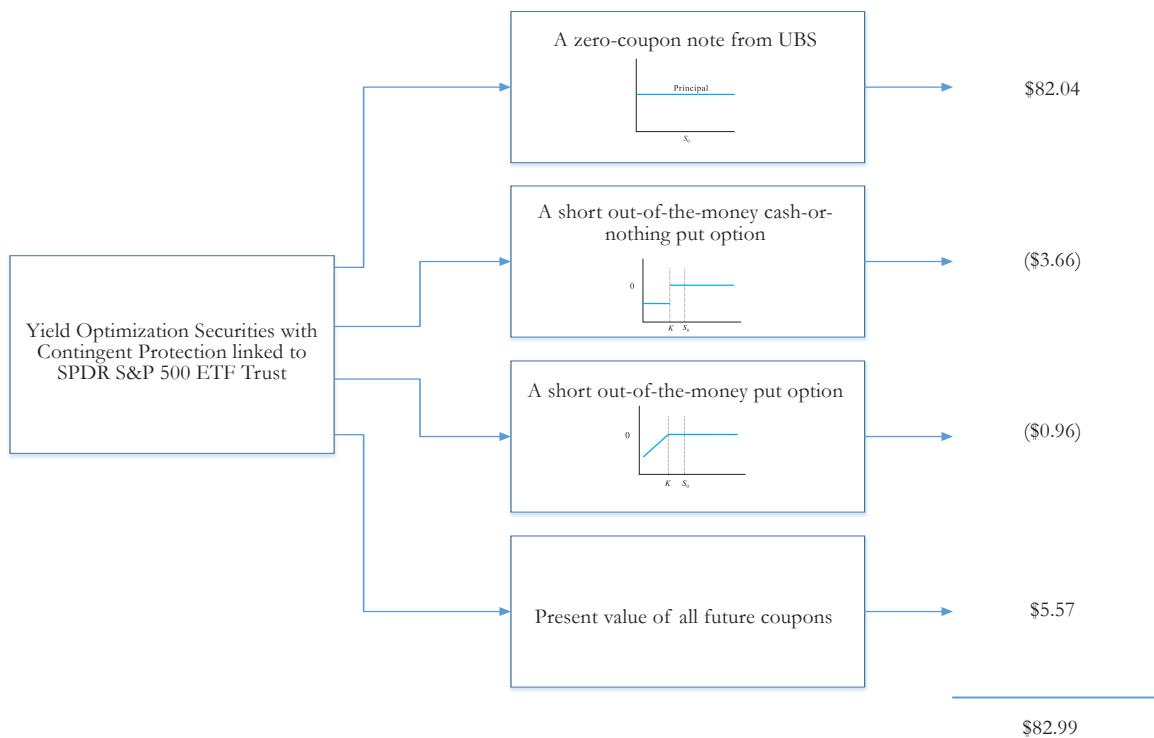 A zero-coupon note from UBS
Principal
S₀
$82.04
A short out-of-the-money cash-or-
nothing put option
0
K
S₀
($3.66)
Yield Optimization Securities with
Contingent Protection linked to
SPDR S&P 500 ETF Trust
A short out-of-the-money put option
0
K
S₀
($0.96)
Present value of all future coupons
$5.57
$82.99